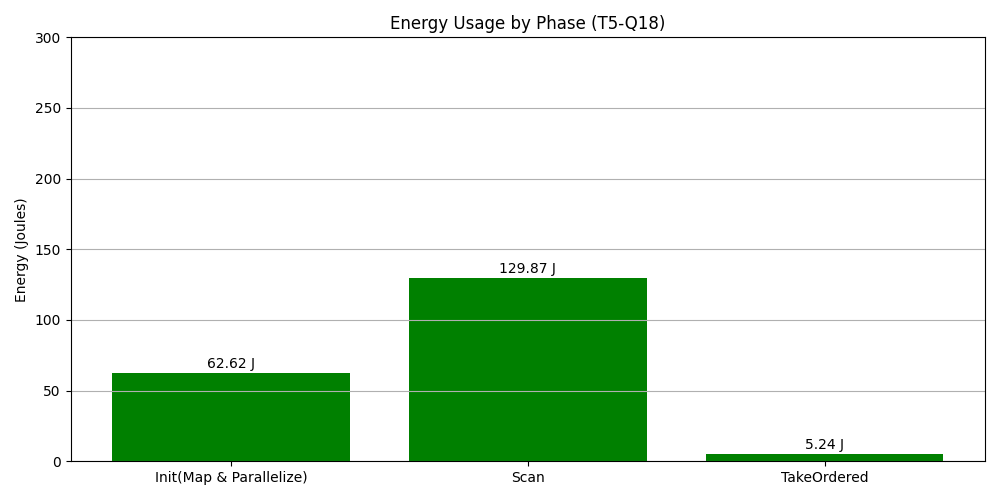 Energy Usage by Phase (T5-Q18)
Energy (Joules)
300
250
200
150
100
50
0
62.62 J
129.87 J
5.24 J
Init(Map & Parallelize)
Scan
TakeOrdered